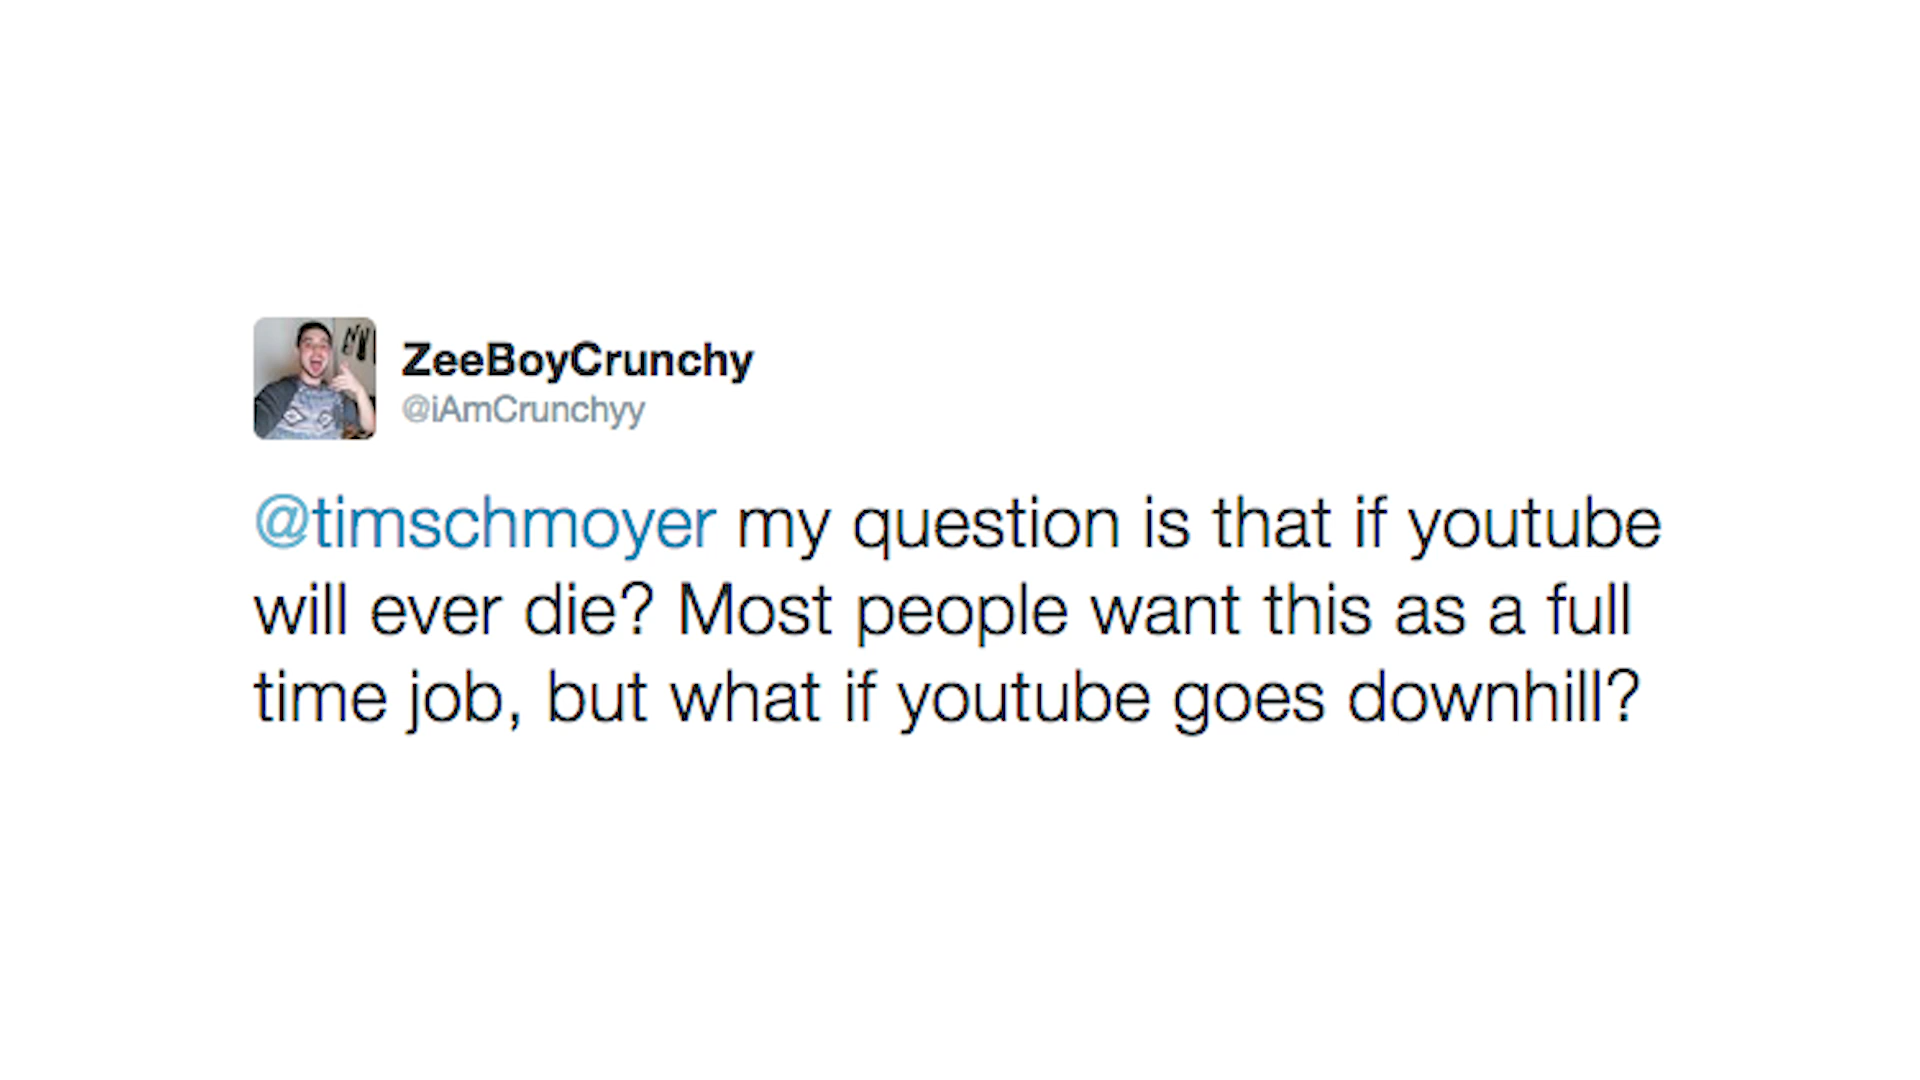 ZeeBoyCrunchy
@iAmCrunchyy
@timschmoyer my question is that if youtube
will ever die? Most people want this as a full
time job, but what if youtube goes downhill?